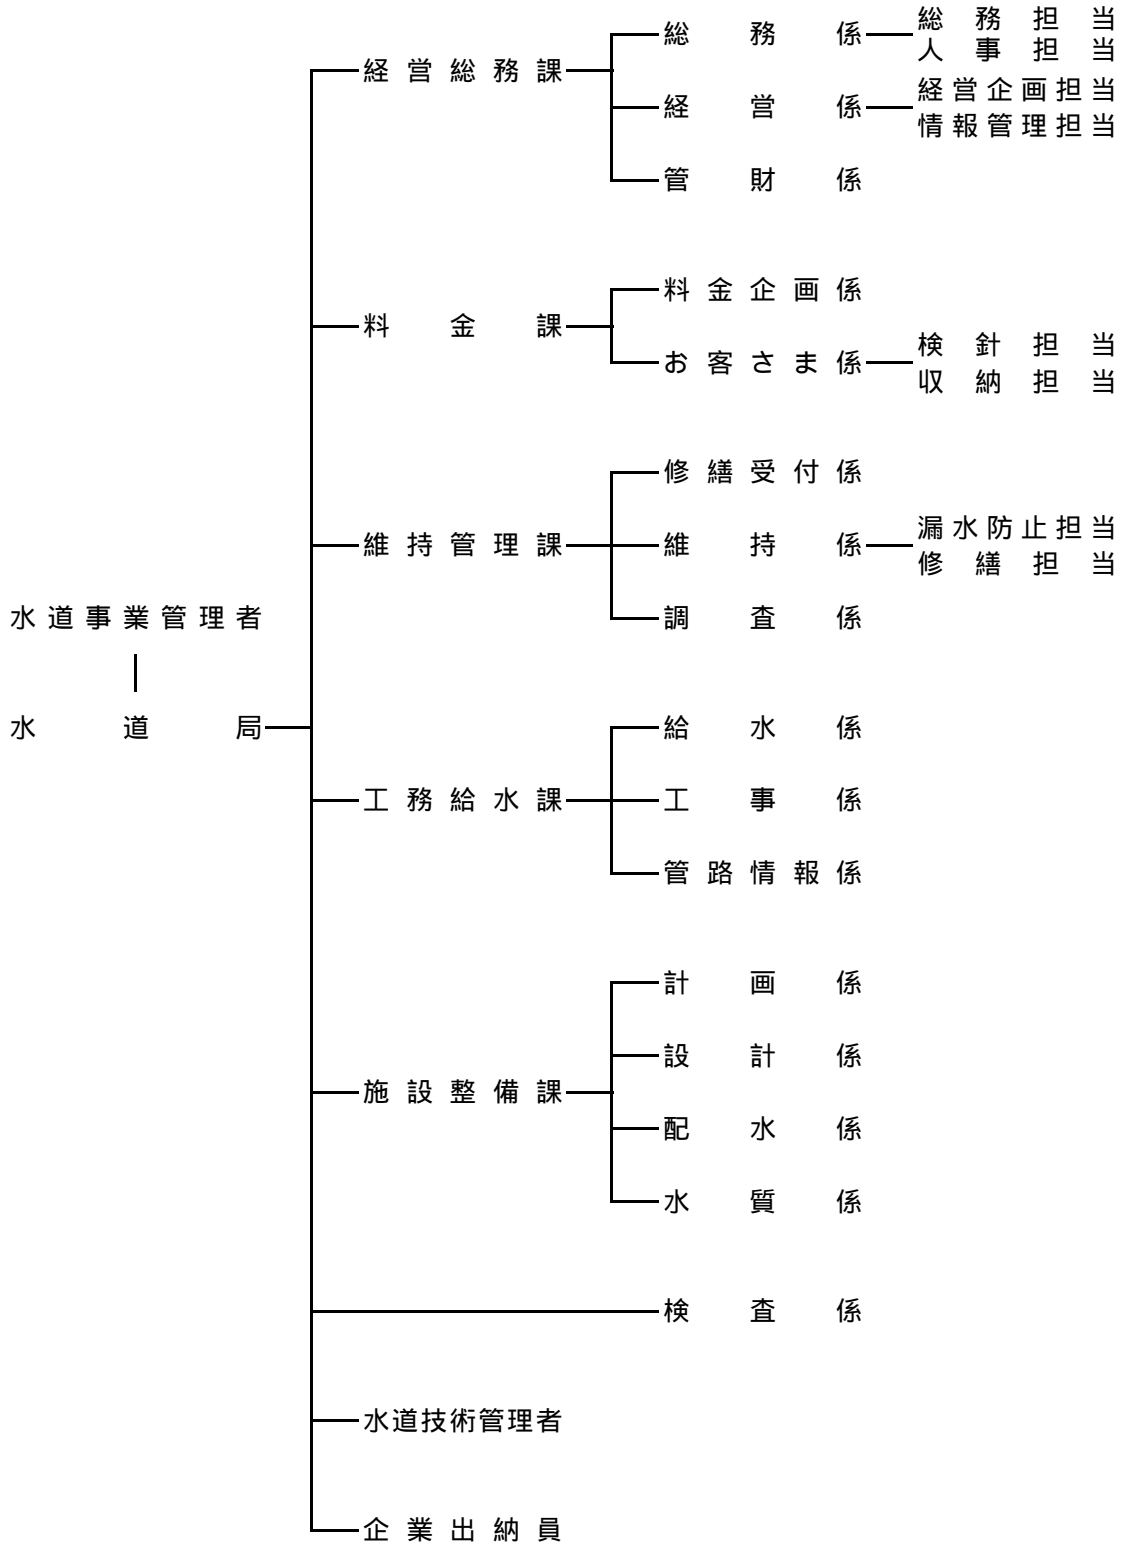 水道事業管理者
水道局
経営総務課
総務係
総務担当
人事担当
経営係
経営企画担当
情報管理担当
管財係
料金課
料金企画係
お客さま係
検針担当
収納担当
維持管理課
修繕受付係
維持係
漏水防止担当
修繕担当
調査係
工務給水課
給水係
工事係
管路情報係
施設整備課
計画係
設計係
配水係
水質係
検査係
水道技術管理者
企業出納員